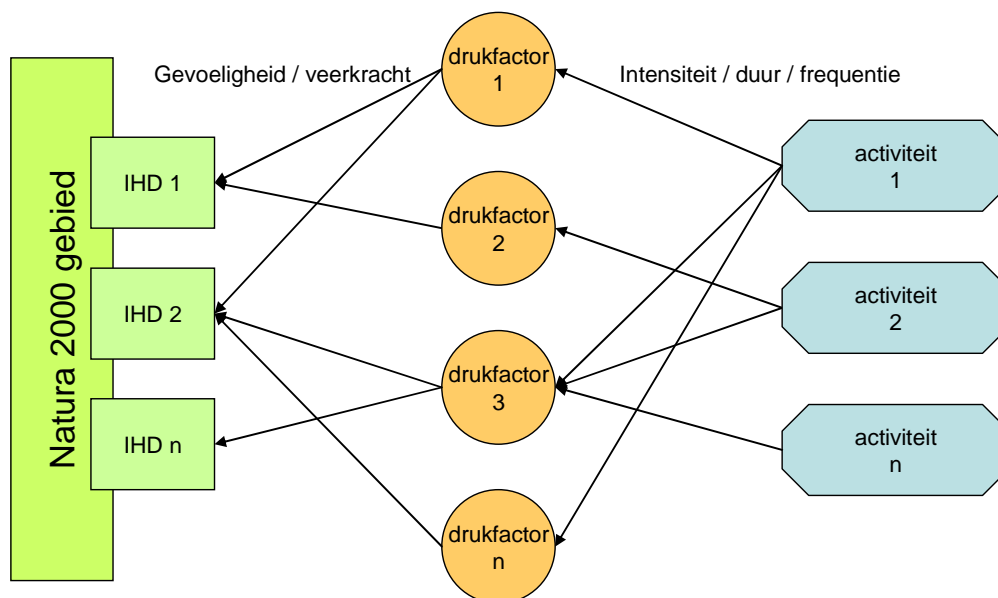 Natura 2000 gebied
Gevoeligheid / veerkracht
Intensiteit / duur / frequentie
IHD 1
IHD 2
IHD n
drukfactor
1
drukfactor
2
drukfactor
3
drukfactor
n
activiteit
1
activiteit
2
activiteit
n